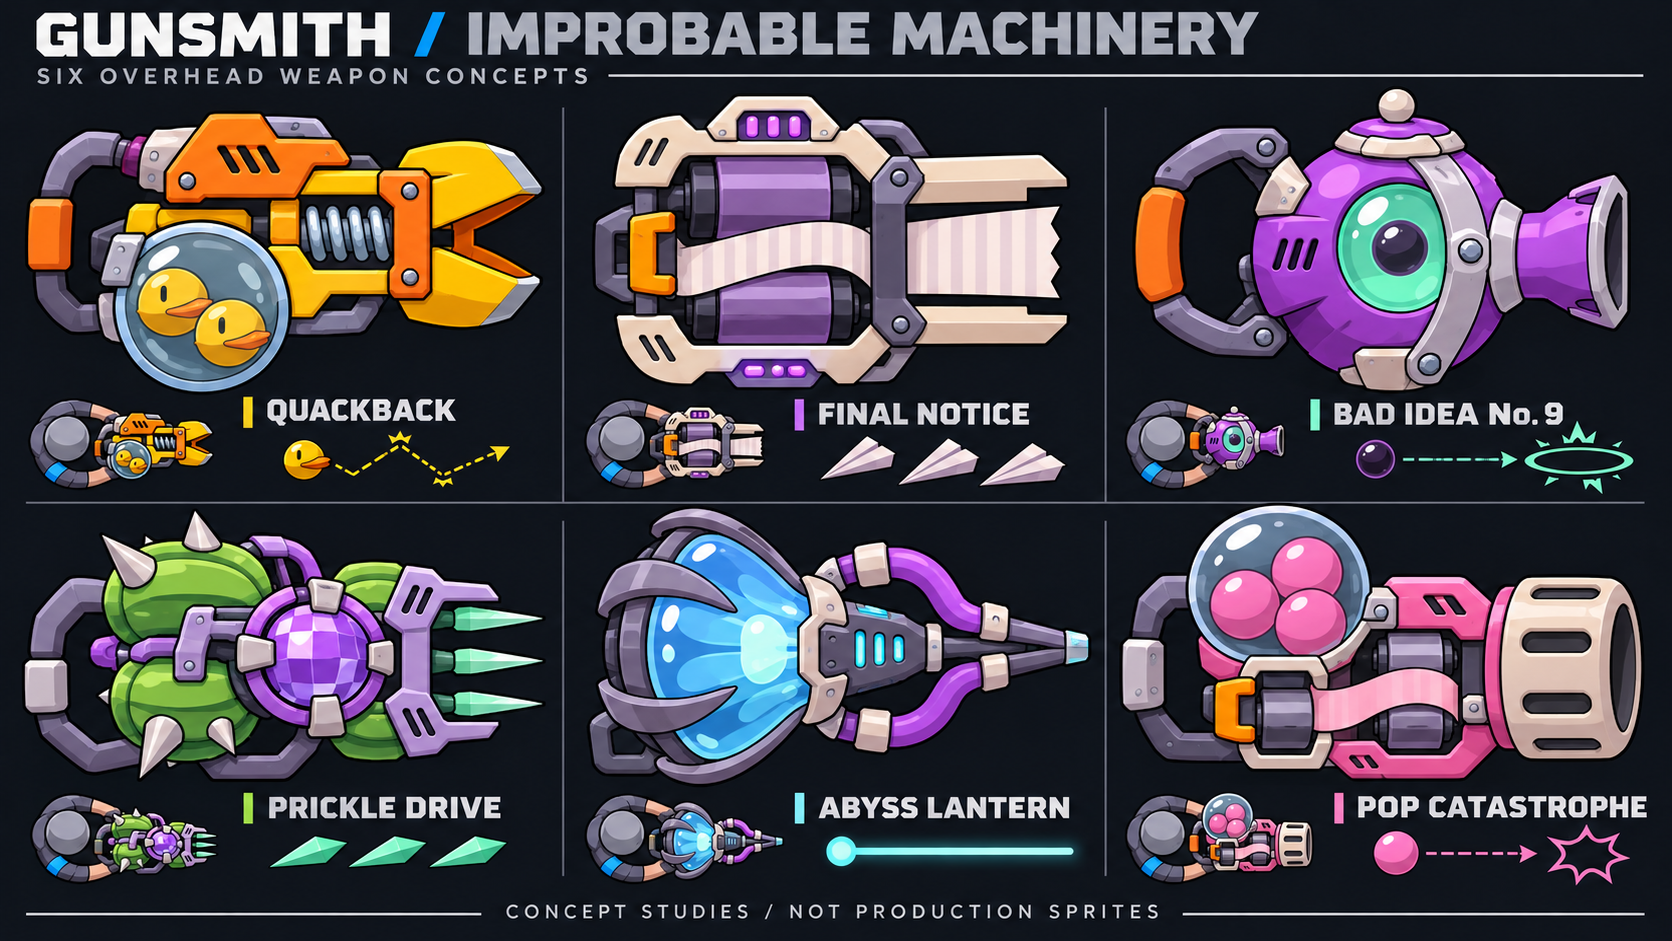 GUNSMITH / IMPROBABLE MACHINERY
SIX OVERHEAD WEAPON CONCEPTS
QUACKBACK
FINAL NOTICE
BAD IDEA No. 9
PRICKLE DRIVE
ABYSS LANTERN
POP CATASTROPHE
CONCEPT STUDIES / NOT PRODUCTION SPRITES